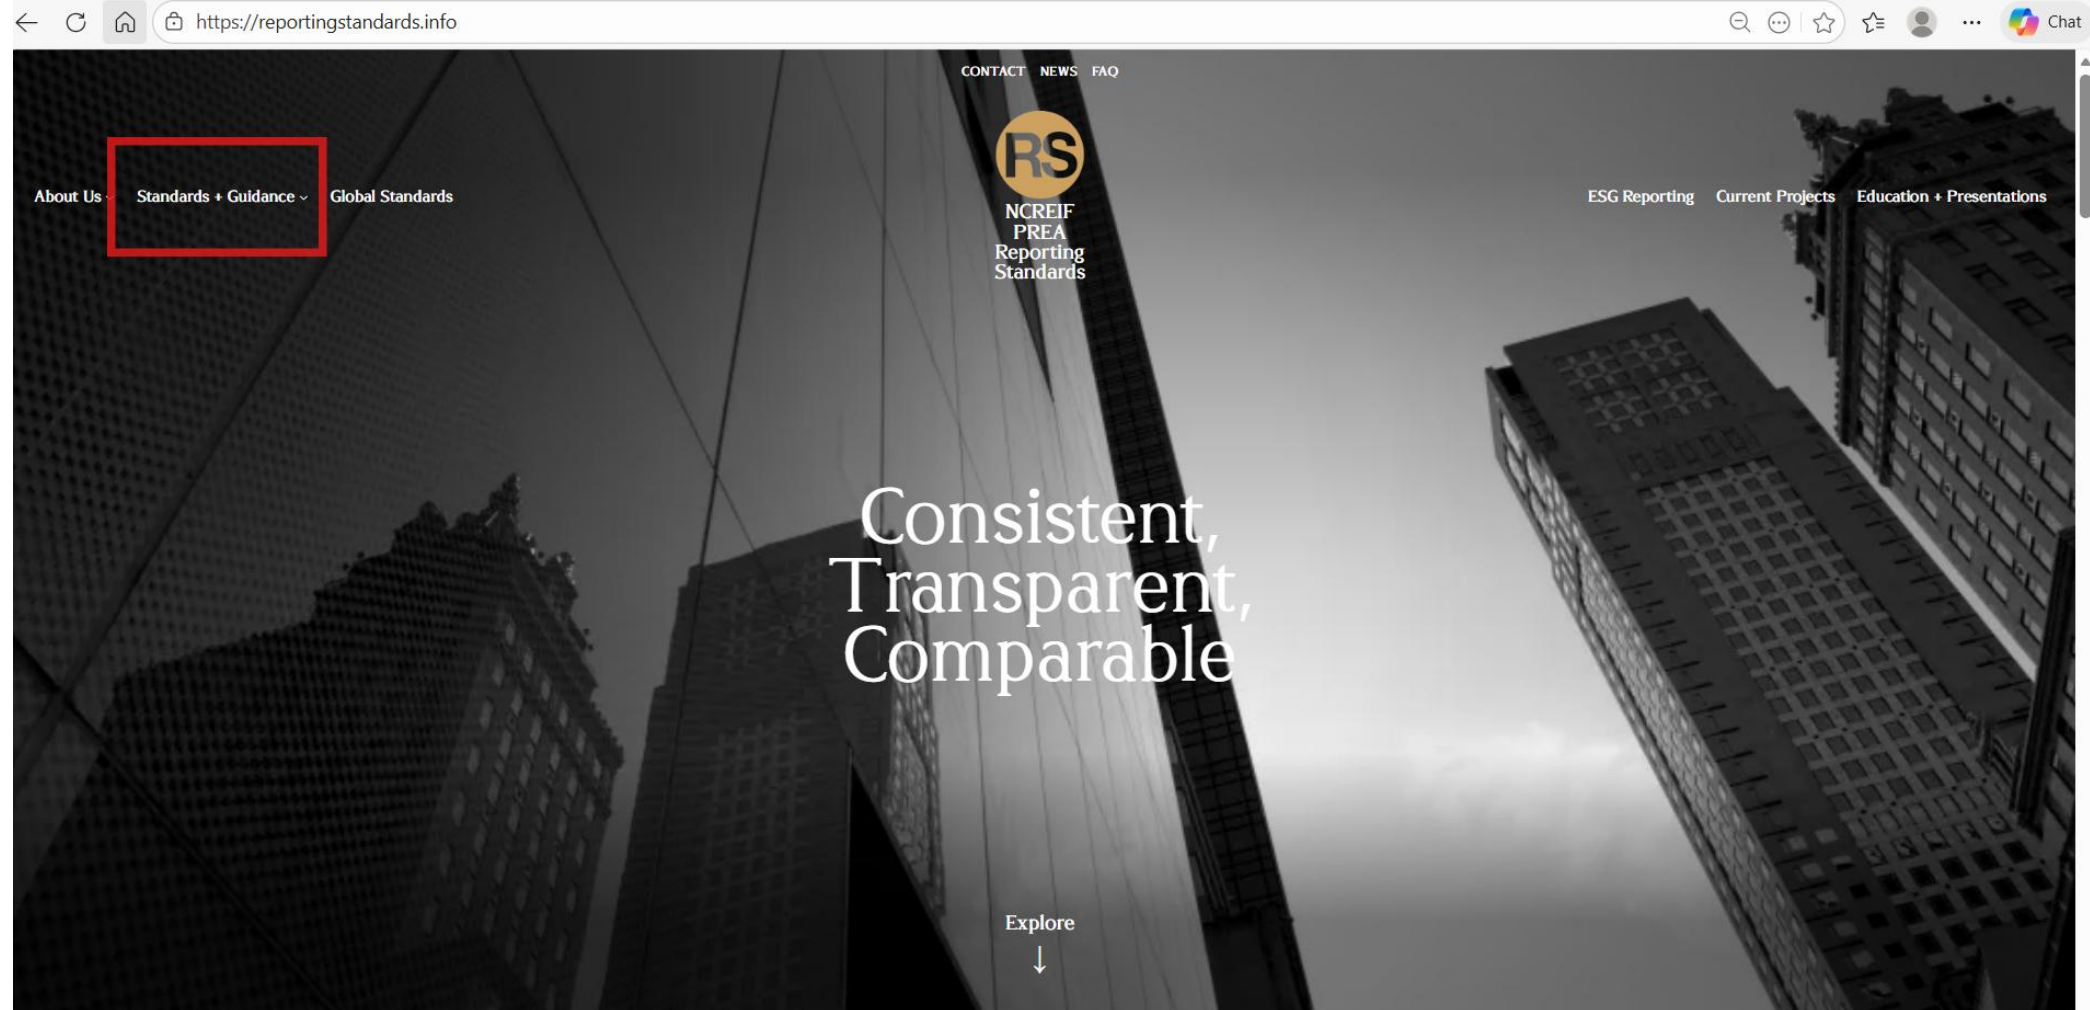 https://reportingstandards.info
Chat
CONTACT NEWS FAQ
RS
About Us Standards + Guidance Global Standards
NCREIF
PREA
Reporting
Standards
ESG Reporting Current Projects Education + Presentations
Consistent,
Transparent,
Comparable
Explore